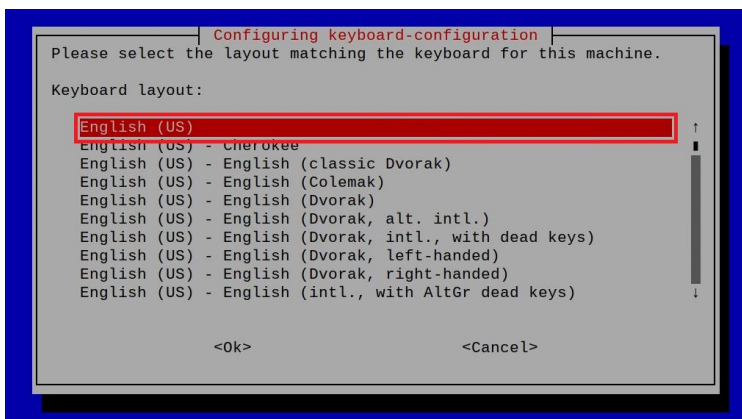 Configuring keyboard-configuration
Please select the layout matching the keyboard for this machine.
Keyboard layout:
English (US)
English (US) - Cherokee
English (US) - English (classic Dvorak)
English (US) - English (Colemak)
English (US) - English (Dvorak)
English (US) - English (Dvorak, alt. intl.)
English (US) - English (Dvorak, intl., with dead keys)
English (US) - English (Dvorak, left-handed)
English (US) - English (Dvorak, right-handed)
English (US) - English (intl., with AltGr dead keys)
<Ok> <Cancel>